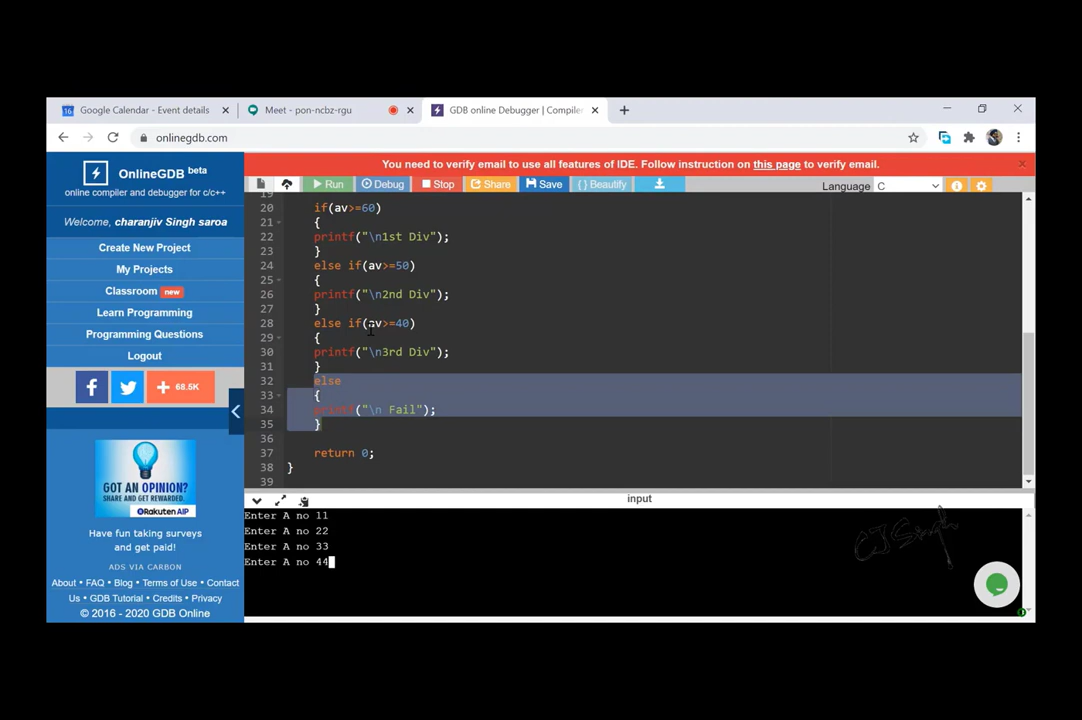 Google Calendar - Event details
Meet - pon-ncbz-rgu
GDB online Debugger | Compiler
onlinegdb.com
OnlineGDB beta
online compiler and debugger for c/c++
Welcome, charanjiv Singh saroa
Create New Project
My Projects
Classroom new
Learn Programming
Programming Questions
Logout
68.5K
GOT AN OPINION?
SHARE AND GET REWARDED.
Rakuten AIP
Have fun taking surveys
and get paid!
ADS VIA CARBON
About • FAQ • Blog • Terms of Use • Contact
Us • GDB Tutorial • Credits • Privacy
© 2016 - 2020 GDB Online
You need to verify email to use all features of IDE. Follow instruction on this page to verify email.
Run Debug Stop Share Save {} Beautify Language C
19
20 if(av>=60)
21 {
22 printf("\n1st Div");
23 }
24 else if(av>=50)
25 {
26 printf("\n2nd Div");
27 }
28 else if(av>=40)
29 {
30 printf("\n3rd Div");
31 }
32 else
33 {
34 printf("\n Fail");
35 }
36
37 return 0;
38 }
39
input
Enter A no 11
Enter A no 22
Enter A no 33
Enter A no 44
CJ Singh